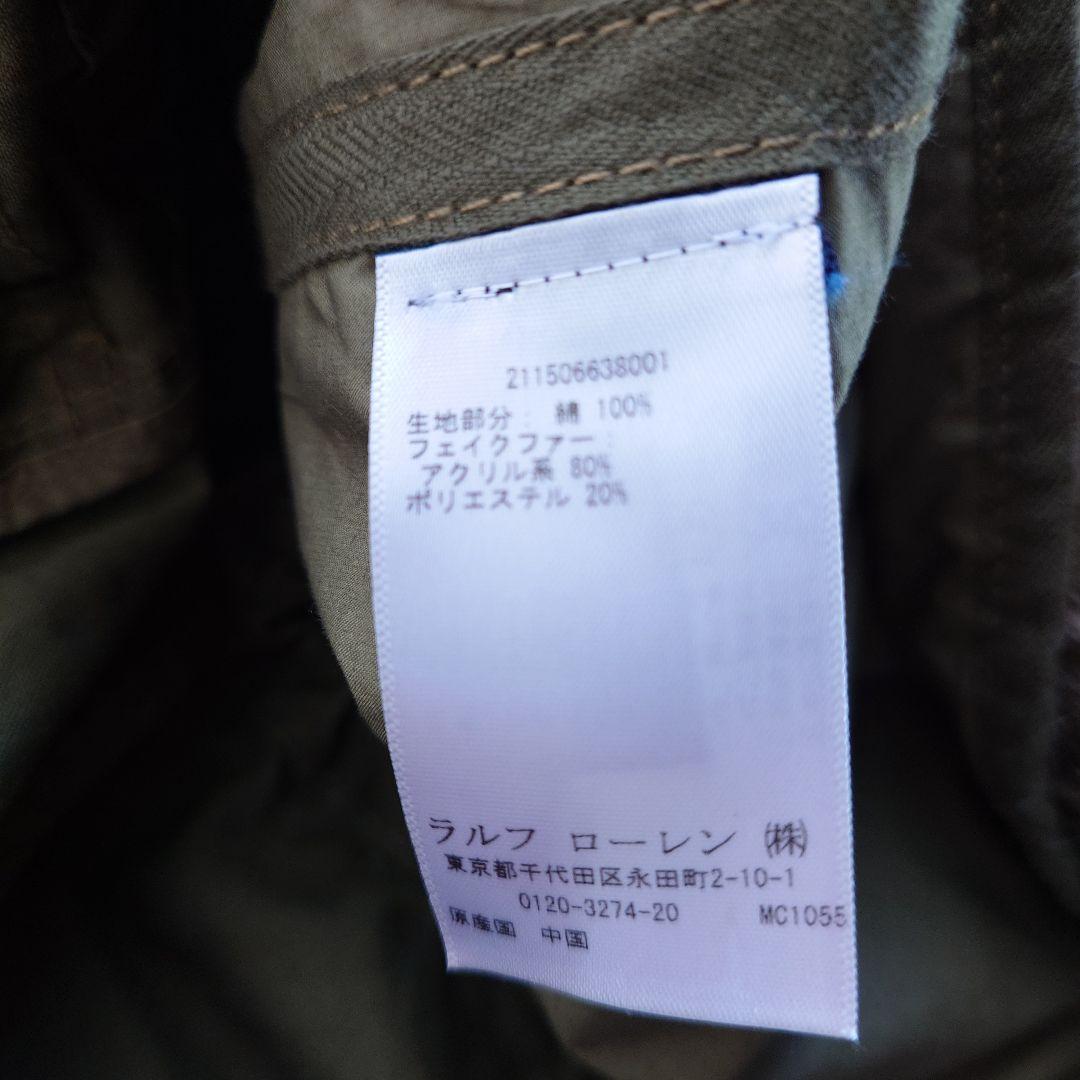 211506638001
生地部分: 綿 100%
フェイクファー:
アクリル系 80%
ポリエステル 20%
ラルフ ローレン ㈱
東京都千代田区永田町2-10-1
0120-3274-20 MC1055
原産国 中国